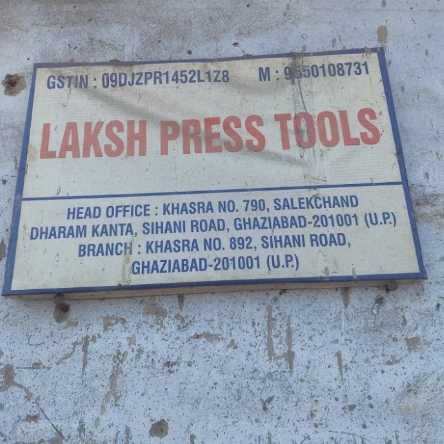 GSTIN : 09DJZPR1452L1Z8 M : 9650108731
LAKSH PRESS TOOLS
HEAD OFFICE : KHASRA NO. 790, SALEKCHAND
DHARAM KANTA, SIHANI ROAD, GHAZIABAD-201001 (U.P.)
BRANCH : KHASRA NO. 892, SIHANI ROAD,
GHAZIABAD-201001 (U.P.)